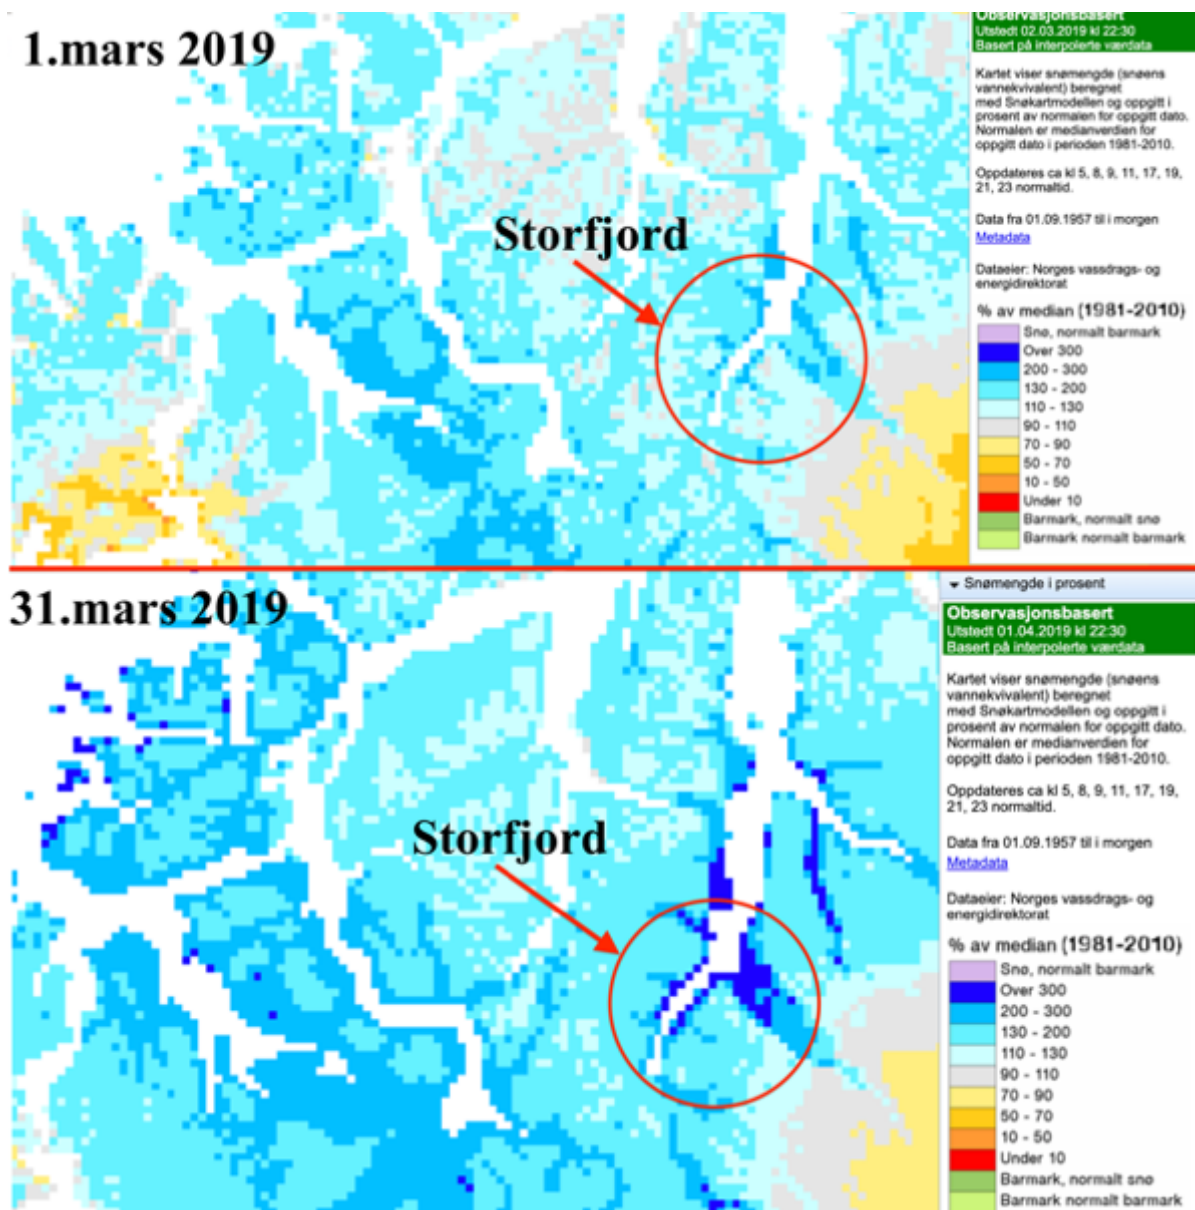 1.mars 2019
Storfjord
Observasjonsbasert
Utstedt 02.03.2019 kl 22:30
Basert på interpolerte værdata
Kartet viser snømengde (snøens
vannekvivalent) beregnet
med Snøkartmodellen og oppgitt i
prosent av normalen for oppgitt dato.
Normalen er medianverdien for
oppgitt dato i perioden 1981-2010.
Oppdateres ca kl 5, 8, 9, 11, 17, 19,
21, 23 normaltid.
Data fra 01.09.1957 til i morgen
Metadata
Dataeier: Norges vassdrags- og
energidirektorat
% av median (1981-2010)
Snø, normalt barmark
Over 300
200 - 300
130 - 200
110 - 130
90 - 110
70 - 90
50 - 70
10 - 50
Under 10
Barmark, normalt snø
Barmark normalt barmark
31.mars 2019
Storfjord
Snømengde i prosent
Observasjonsbasert
Utstedt 01.04.2019 kl 22:30
Basert på interpolerte værdata
Kartet viser snømengde (snøens
vannekvivalent) beregnet
med Snøkartmodellen og oppgitt i
prosent av normalen for oppgitt dato.
Normalen er medianverdien for
oppgitt dato i perioden 1981-2010.
Oppdateres ca kl 5, 8, 9, 11, 17, 19,
21, 23 normaltid.
Data fra 01.09.1957 til i morgen
Metadata
Dataeier: Norges vassdrags- og
energidirektorat
% av median (1981-2010)
Snø, normalt barmark
Over 300
200 - 300
130 - 200
110 - 130
90 - 110
70 - 90
50 - 70
10 - 50
Under 10
Barmark, normalt snø
Barmark normalt barmark